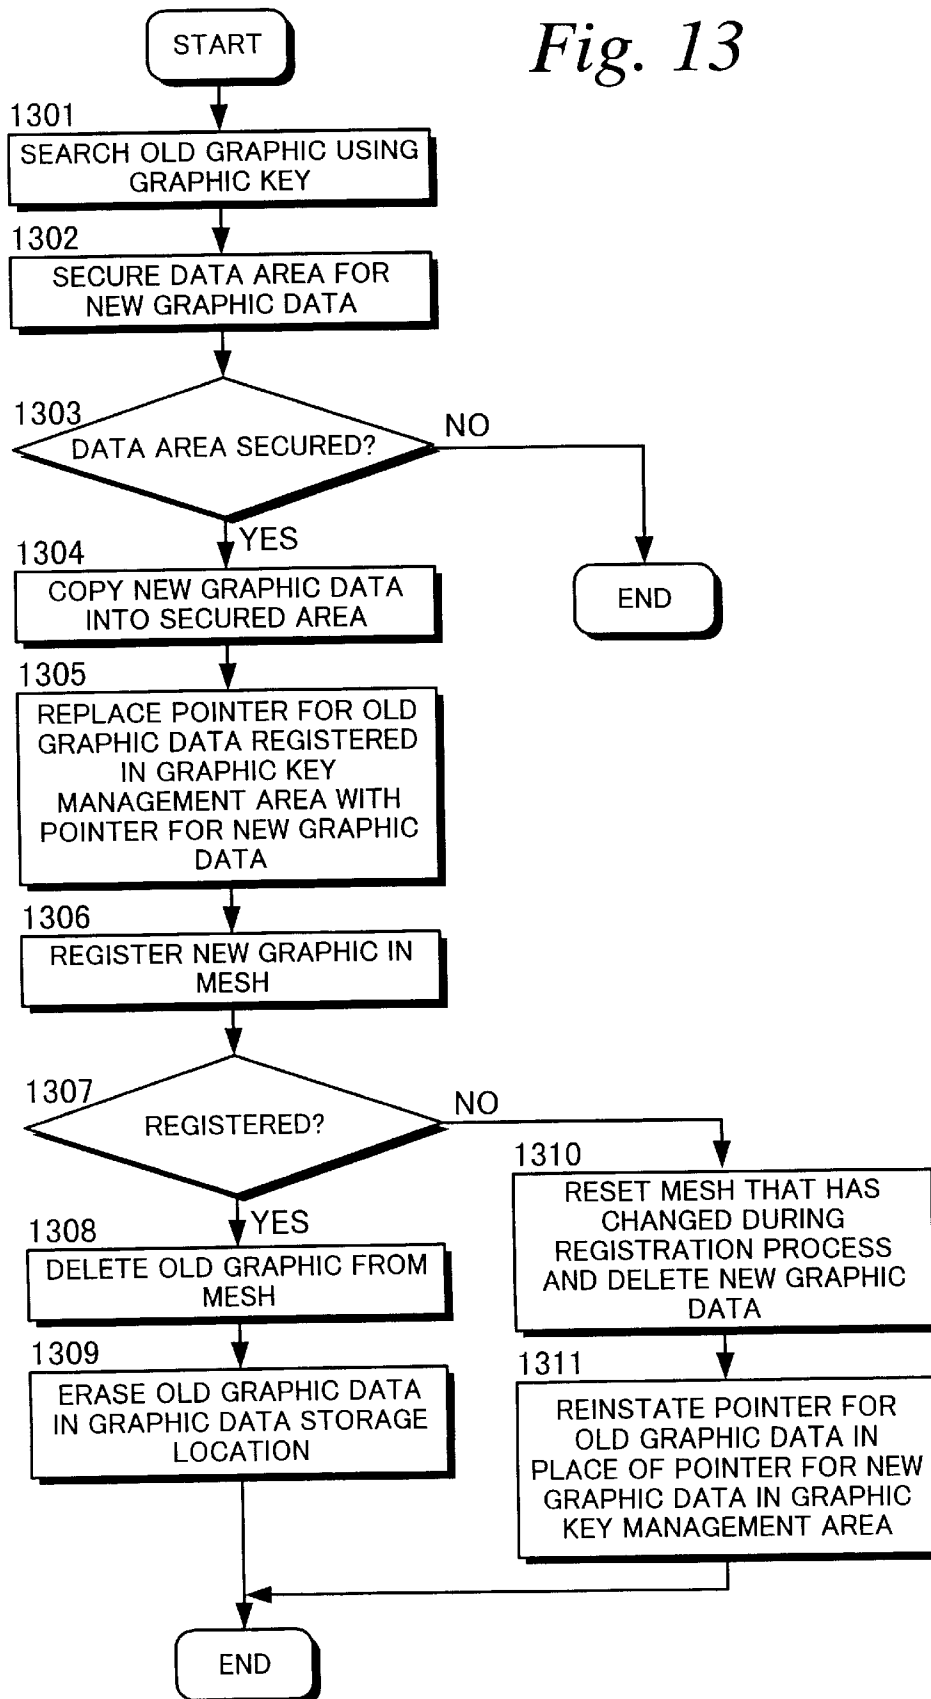 Fig. 13
START
1301
SEARCH OLD GRAPHIC USING
GRAPHIC KEY
1302
SECURE DATA AREA FOR
NEW GRAPHIC DATA
1303
DATA AREA SECURED?
NO
YES
END
1304
COPY NEW GRAPHIC DATA
INTO SECURED AREA
1305
REPLACE POINTER FOR OLD
GRAPHIC DATA REGISTERED
IN GRAPHIC KEY
MANAGEMENT AREA WITH
POINTER FOR NEW GRAPHIC
DATA
1306
REGISTER NEW GRAPHIC IN
MESH
1307
REGISTERED?
NO
YES
1308
DELETE OLD GRAPHIC FROM
MESH
1309
ERASE OLD GRAPHIC DATA
IN GRAPHIC DATA STORAGE
LOCATION
1310
RESET MESH THAT HAS
CHANGED DURING
REGISTRATION PROCESS
AND DELETE NEW GRAPHIC
DATA
1311
REINSTATE POINTER FOR
OLD GRAPHIC DATA IN
PLACE OF POINTER FOR NEW
GRAPHIC DATA IN GRAPHIC
KEY MANAGEMENT AREA
END